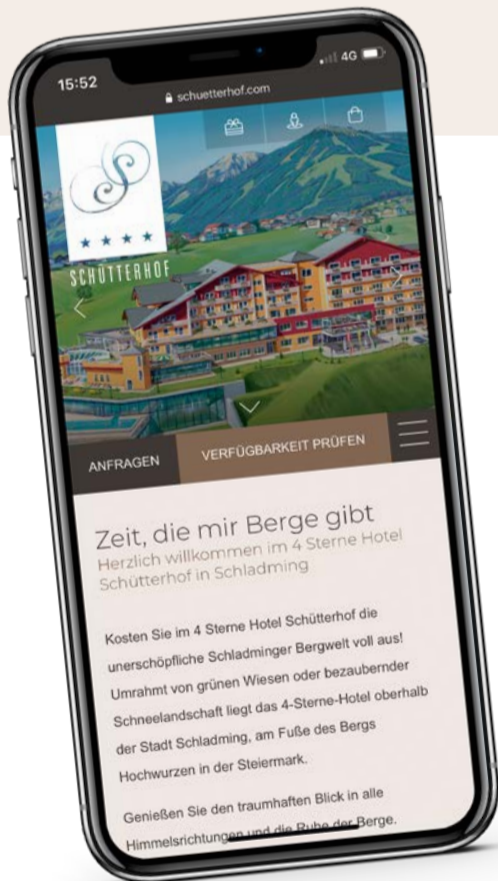 15:52
4G
schuetterhof.com
S
SCHÜTTERHOF
ANFRAGEN
VERFÜGBARKEIT PRÜFEN
Zeit, die mir Berge gibt
Herzlich willkommen im 4 Sterne Hotel
Schütterhof in Schladming
Kosten Sie im 4 Sterne Hotel Schütterhof die
unerschöpfliche Schladminger Bergwelt voll aus!
Umrahmt von grünen Wiesen oder bezaubernder
Schneelandschaft liegt das 4-Sterne-Hotel oberhalb
der Stadt Schladming, am Fuße des Bergs
Hochwurzen in der Steiermark.
Genießen Sie den traumhaften Blick in alle
Himmelsrichtungen und die Ruhe der Berge.